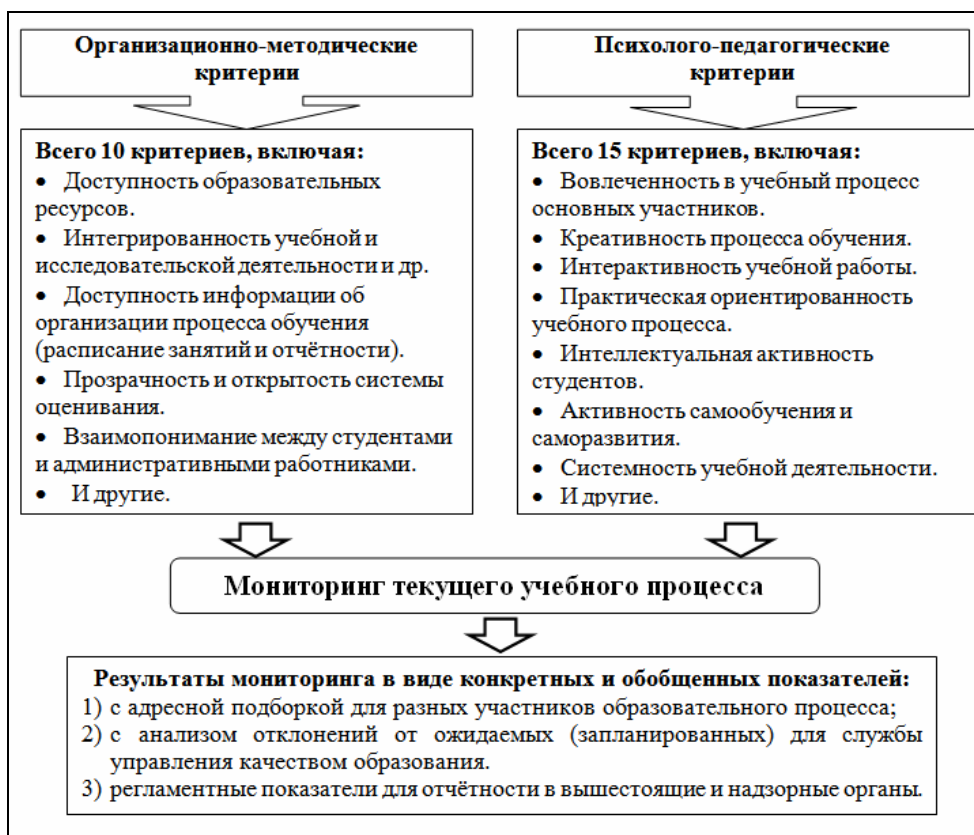 Организационно-методические
критерии
Всего 10 критериев, включая:
• Доступность образовательных
ресурсов.
• Интегрированность учебной и
исследовательской деятельности и др.
• Доступность информации об
организации процесса обучения
(расписание занятий и отчётности).
• Прозрачность и открытость системы
оценивания.
• Взаимопонимание между студентами
и административными работниками.
• И другие.
Психолого-педагогические
критерии
Всего 15 критериев, включая:
• Вовлеченность в учебный процесс
основных участников.
• Креативность процесса обучения.
• Интерактивность учебной работы.
• Практическая ориентированность
учебного процесса.
• Интеллектуальная активность
студентов.
• Активность самообучения и
саморазвития.
• Системность учебной деятельности.
• И другие.
Мониторинг текущего учебного процесса
Результаты мониторинга в виде конкретных и обобщенных показателей:
1) с адресной подборкой для разных участников образовательного процесса;
2) с анализом отклонений от ожидаемых (запланированных) для службы
управления качеством образования.
3) регламентные показатели для отчётности в вышестоящие и надзорные органы.